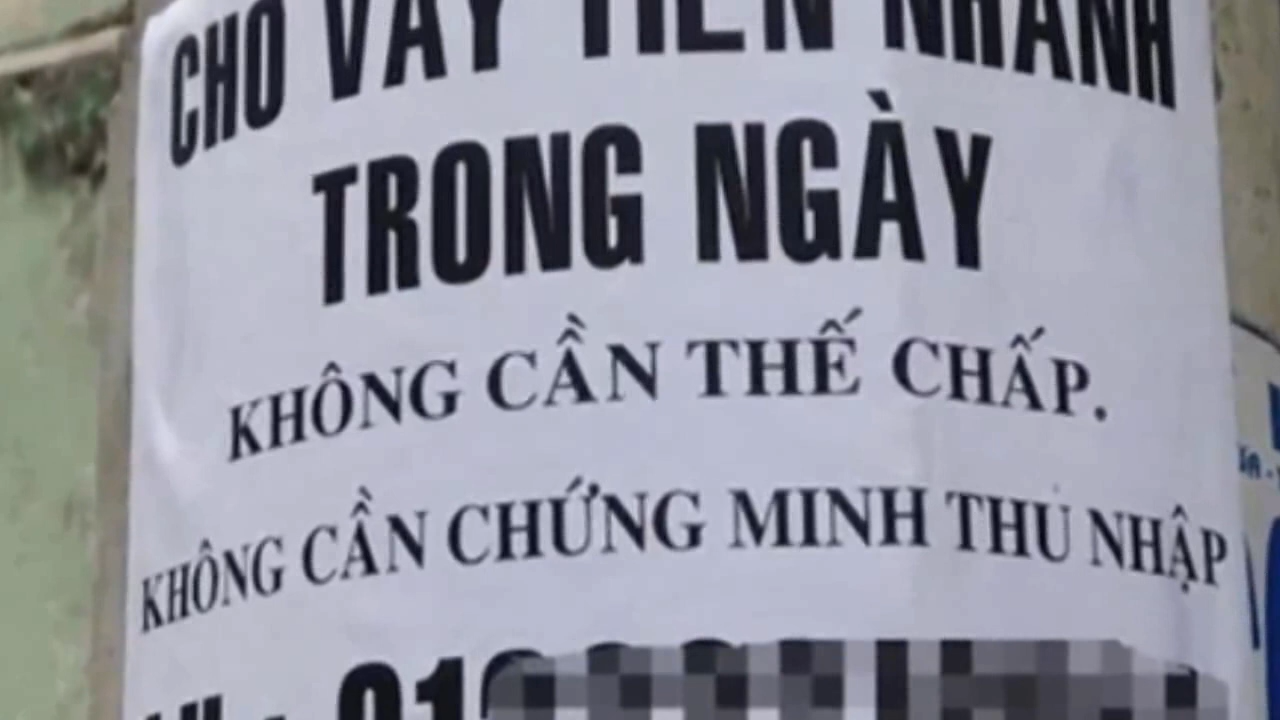 CHO VAY TIỀN NHANH
TRONG NGÀY
KHÔNG CẦN THẾ CHẤP.
KHÔNG CẦN CHỨNG MINH THU NHẬP